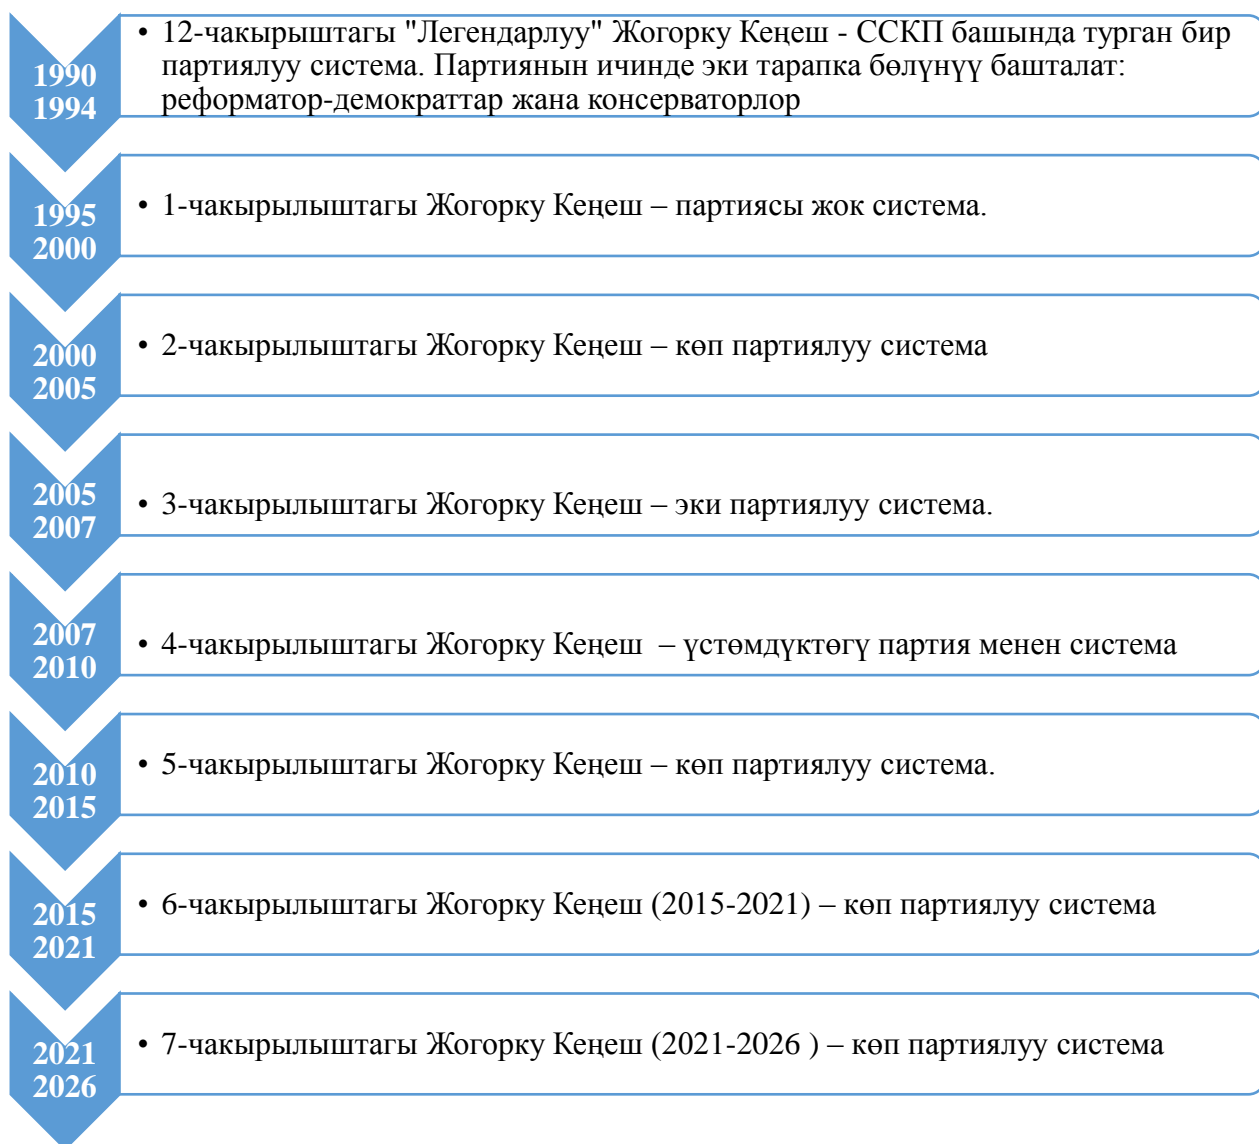 1990
1994
• 12-чакырыштагы "Легендарлуу" Жогорку Кеңеш - ССКП башында турган бир
партиялуу система. Партиянын ичинде эки тарапка бөлүнүү башталат:
реформатор-демократтар жана консерваторлор
1995
2000
• 1-чакырылыштагы Жогорку Кеңеш – партиясы жок система.
2000
2005
• 2-чакырылыштагы Жогорку Кеңеш – көп партиялуу система
2005
2007
• 3-чакырылыштагы Жогорку Кеңеш – эки партиялуу система.
2007
2010
• 4-чакырылыштагы Жогорку Кеңеш – үстөмдүктөгү партия менен система
2010
2015
• 5-чакырылыштагы Жогорку Кеңеш – көп партиялуу система.
2015
2021
• 6-чакырылыштагы Жогорку Кеңеш (2015-2021) – көп партиялуу система
2021
2026
• 7-чакырылыштагы Жогорку Кеңеш (2021-2026 ) – көп партиялуу система